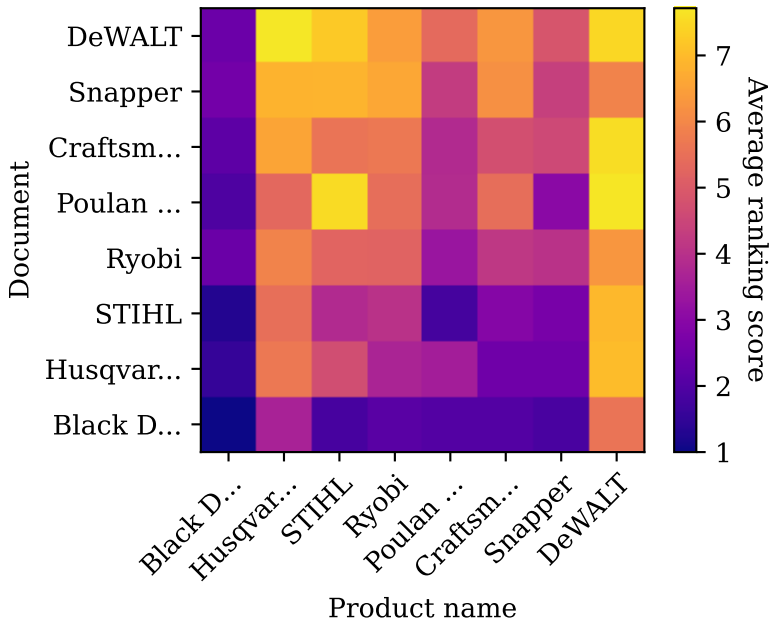 Document
DeWALT
Snapper
Craftsm...
Poulan ...
Ryobi
STIHL
Husqvar...
Black D...
Black D...
Husqvar...
STIHL
Ryobi
Poulan ...
Craftsm...
Snapper
DeWALT
Product name
7
6
5
4
3
2
1
Average ranking score